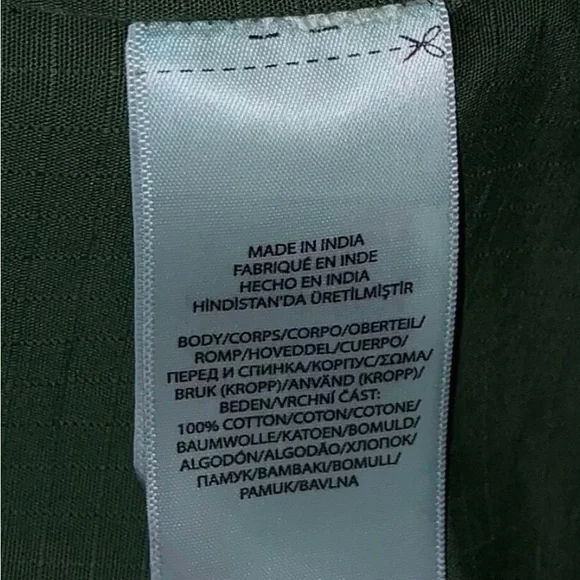 MADE IN INDIA
FABRIQUÉ EN INDE
HECHO EN INDIA
HİNDİSTAN'DA ÜRETİLMİŞTİR
BODY/CORPS/CORPO/OBERTEIL/
ROMP/HOVEDDEL/CUERPO/
ПЕРЕД И СПИНКА/КОРПУС/ΣΩΜΑ/
BRUK (KROPP)/ANVÄND (KROPP)/
BEDEN/VRCHNÍ ČÁST:
100% COTTON/COTON/COTONE/
BAUMWOLLE/KATOEN/BOMULD/
ALGODÓN/ALGODÃO/ХЛОПОК/
ПАМУК/ΒΑΜΒΑΚΙ/BOMULL/
PAMUK/BAVLNA